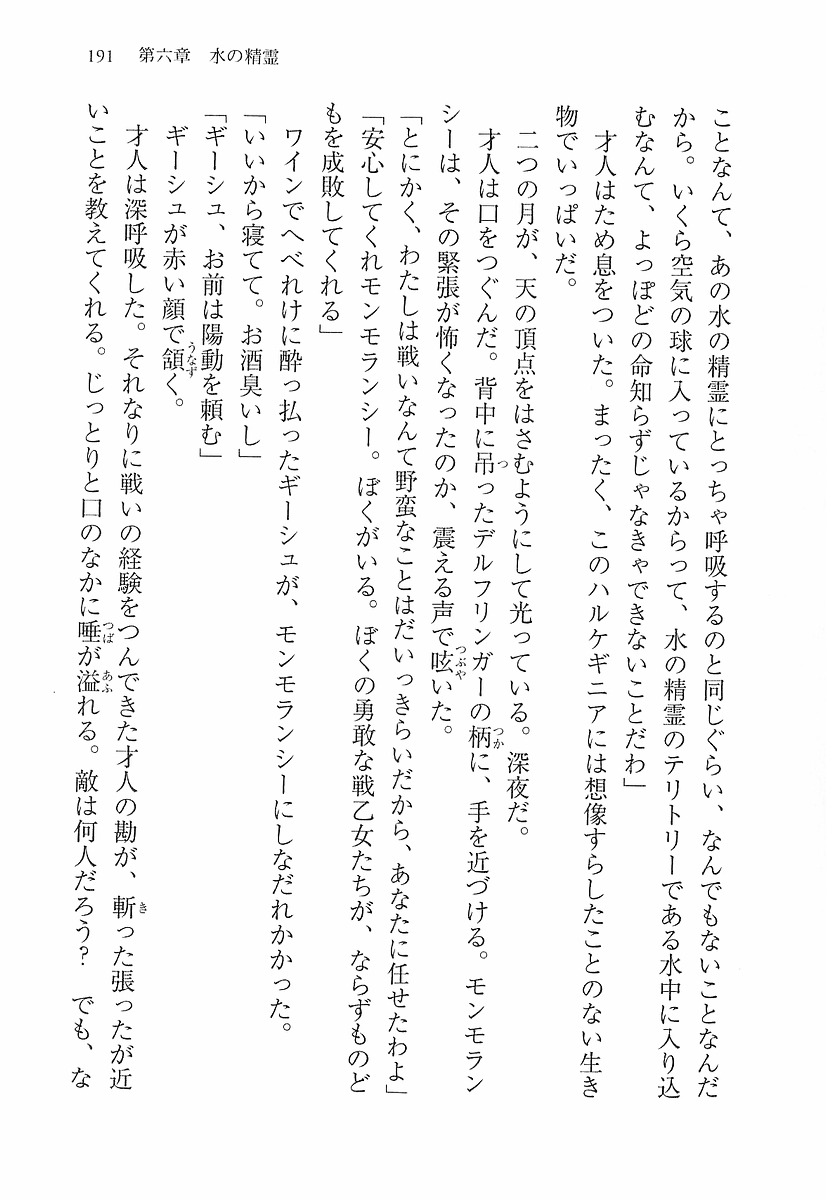 191　第六章　水の精霊
ことなんて、あの水の精霊にとっちゃ呼吸するのと同じぐらい、なんでもないことなんだ
から。いくら空気の球に入っているからって、水の精霊のテリトリーである水中に入り込
むなんて、よっぽどの命知らずじゃなきゃできないことだわ」
　才人はため息をついた。まったく、このハルケギニアには想像すらしたことのない生き
物でいっぱいだ。
　二つの月が、天の頂点をはさむようにして光っている。深夜だ。
　才人は口をつぐんだ。背中に吊ったデルフリンガーの柄に、手を近づける。モンモラン
シーは、その緊張が怖くなったのか、震える声で呟いた。
「とにかく、わたしは戦いなんて野蛮なことはだいっきらいだから、あなたに任せたわよ」
「安心してくれモンモランシー。ぼくがいる。ぼくの勇敢な戦乙女たちが、ならずものど
もを成敗してくれる」
　ワインでへべれけに酔っ払ったギーシュが、モンモランシーにしなだれかかった。
「いいから寝てて。お酒臭いし」
「ギーシュ、お前は陽動を頼む」
　ギーシュが赤い顔で頷く。
　才人は深呼吸した。それなりに戦いの経験をつんできた才人の勘が、斬った張ったが近
いことを教えてくれる。じっとりと口のなかに唾が溢れる。敵は何人だろう？　でも、な